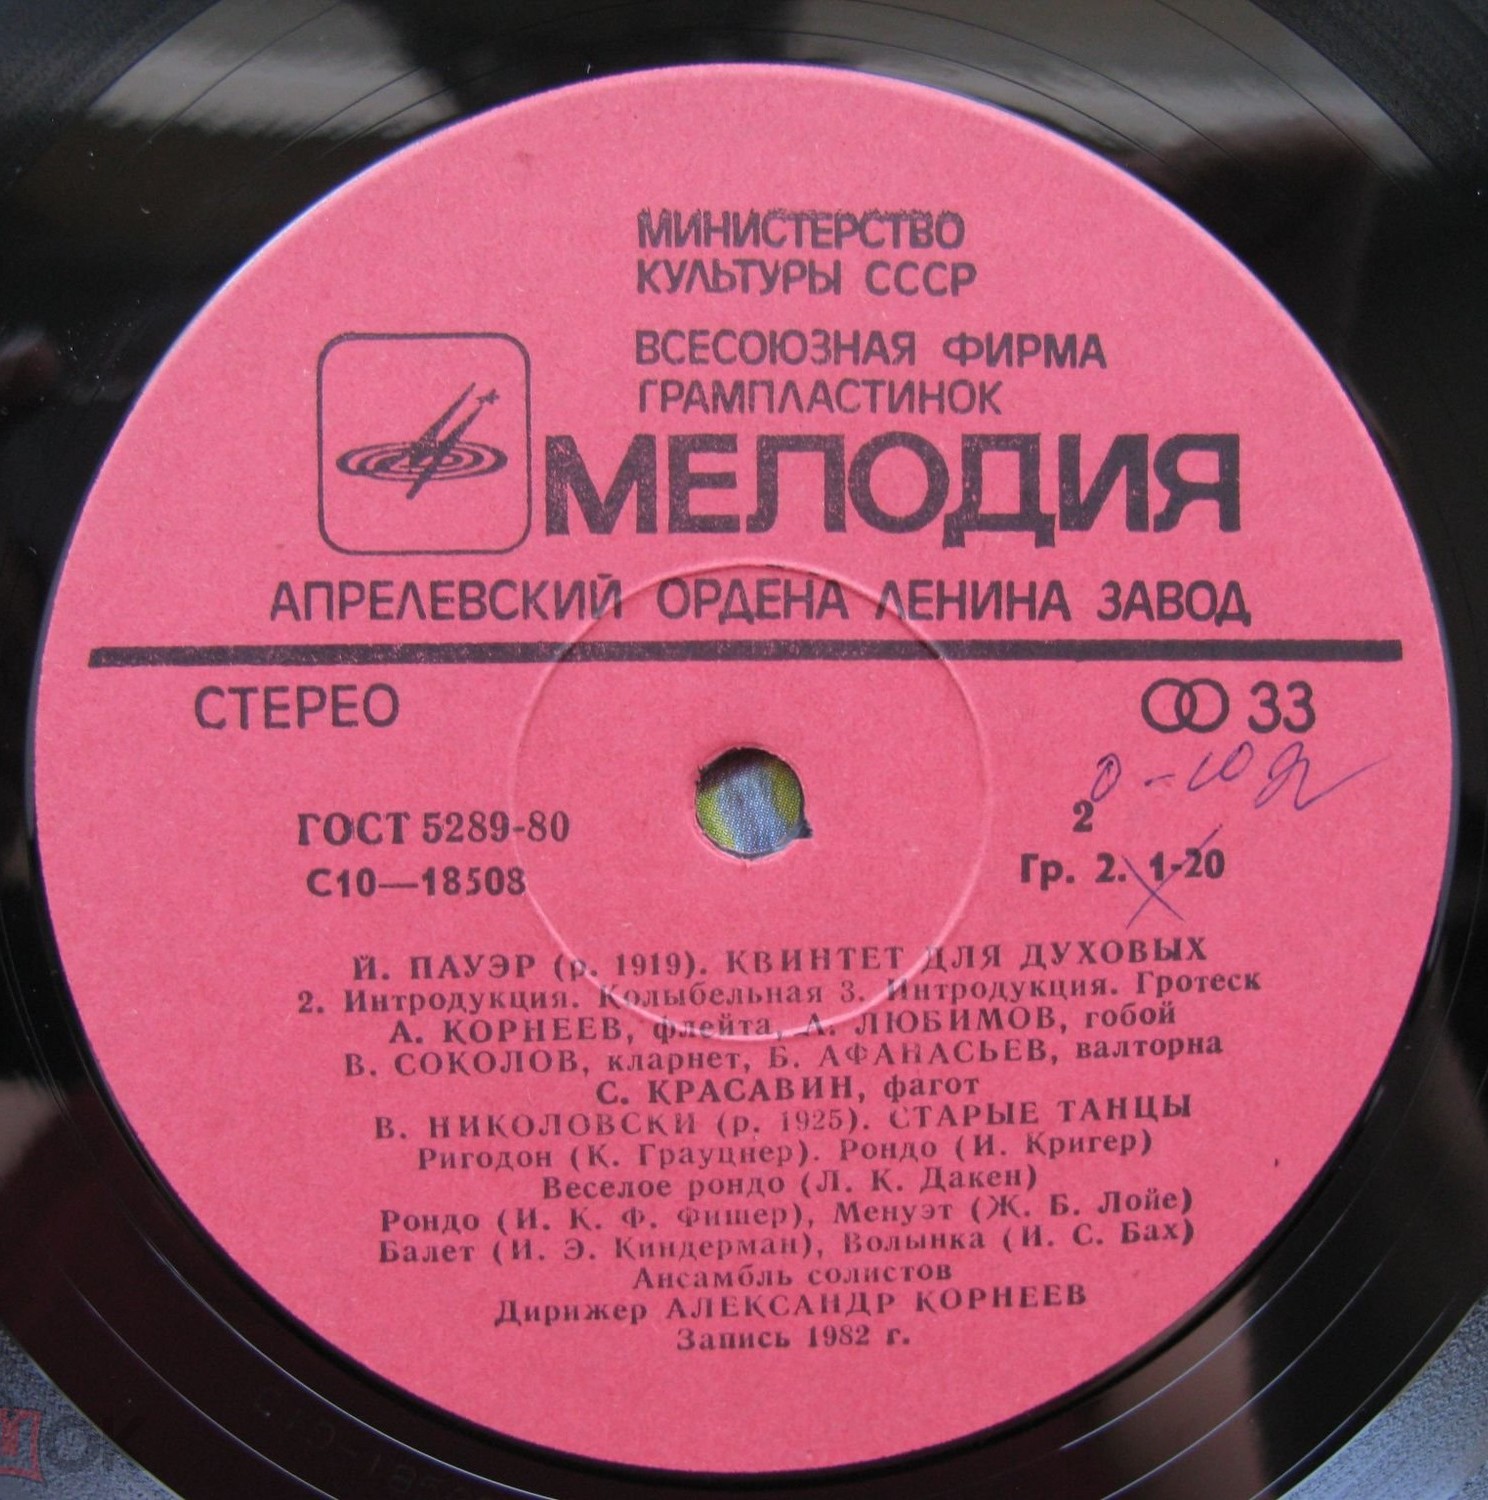 МИНИСТЕРСТВО
КУЛЬТУРЫ СССР
ВСЕСОЮЗНАЯ ФИРМА
ГРАМПЛАСТИНОК
МЕЛОДИЯ
АПРЕЛЕВСКИЙ ОРДЕНА ЛЕНИНА ЗАВОД
СТЕРЕО
33
0-10
2
ГОСТ 5289-80
Гр. 2. 1-20
С10—18508
Й. ПАУЭР (р. 1919). КВИНТЕТ ДЛЯ ДУХОВЫХ
2. Интродукция. Колыбельная 3. Интродукция. Гротеск
А. КОРНЕЕВ, флейта, А. ЛЮБИМОВ, гобой
В. СОКОЛОВ, кларнет, Б. АФАНАСЬЕВ, валторна
С. КРАСАВИН, фагот
В. НИКОЛОВСКИ (р. 1925). СТАРЫЕ ТАНЦЫ
Ригодон (К. Грауцнер). Рондо (И. Кригер)
Веселое рондо (Л. К. Дакен)
Рондо (И. К. Ф. Фишер), Менуэт (Ж. Б. Лойе)
Балет (И. Э. Киндерман), Волынка (И. С. Бах)
Ансамбль солистов
Дирижер АЛЕКСАНДР КОРНЕЕВ
Запись 1982 г.